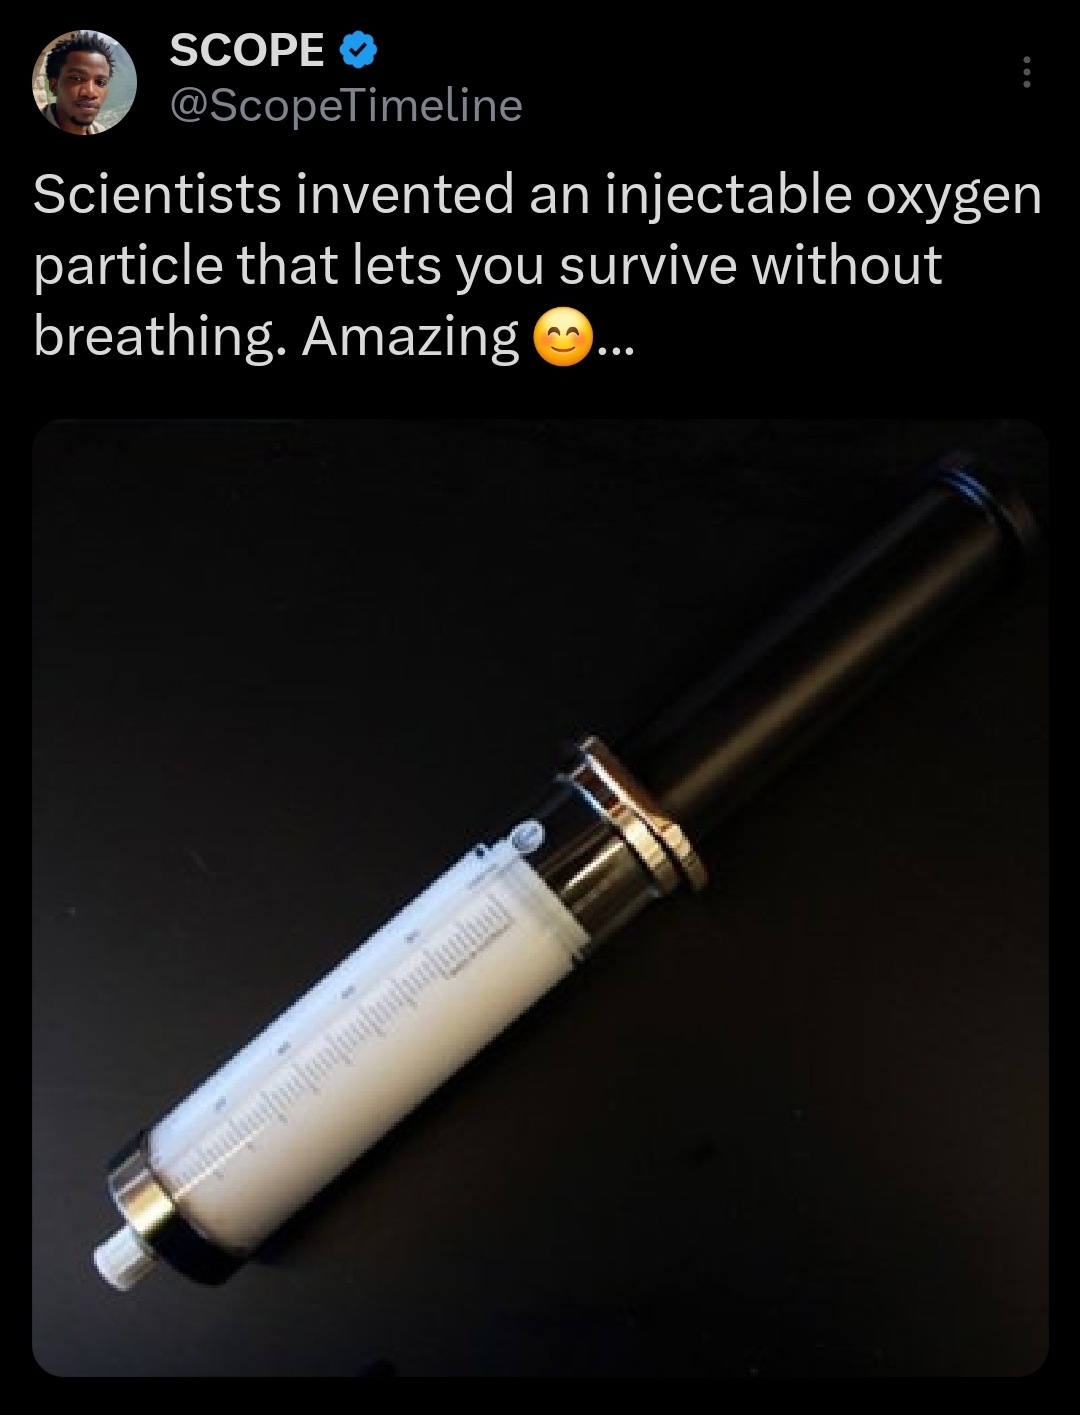 SCOPE
@ScopeTimeline
Scientists invented an injectable oxygen
particle that lets you survive without
breathing. Amazing 😊...